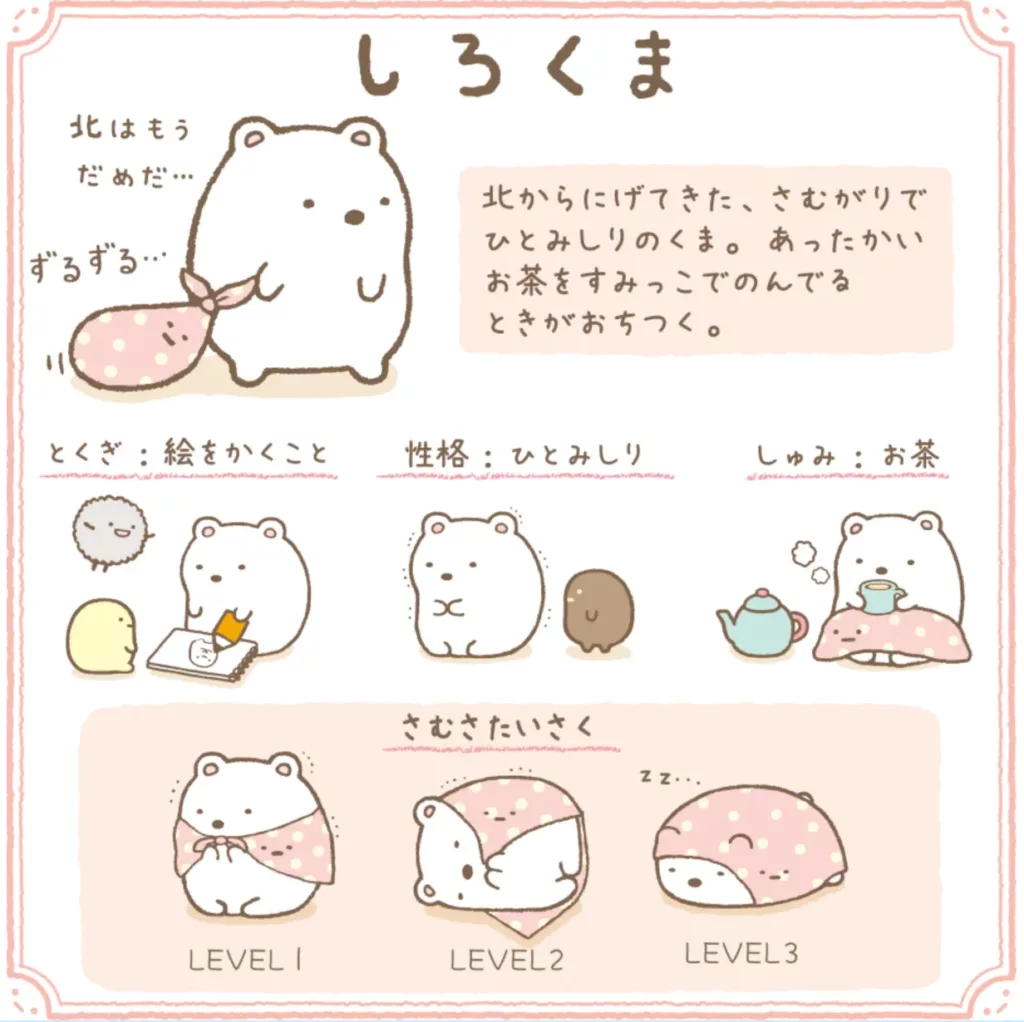 しろくま
北はもう
だめだ…
ずるずる…
北からにげてきた、さむがりで
ひとみしりのくま。あったかい
お茶をすみっこでのんでる
ときがおちつく。
とくぎ：絵をかくこと
性格：ひとみしり
しゅみ：お茶
さむさたいさく
zz…
LEVEL1
LEVEL2
LEVEL3